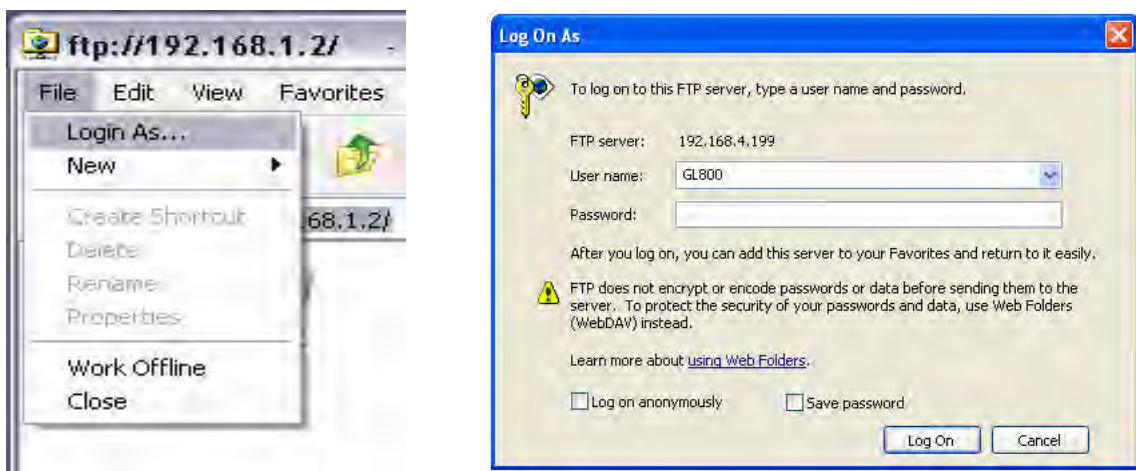 ftp://192.168.1.2/ -
File Edit View Favorites
Login As...
New
Create Shortcut
Delete
Rename
Properties
Work Offline
Close
68.1.2/
Log On As
To log on to this FTP server, type a user name and password.
FTP server: 192.168.4.199
User name: GL800
Password:
After you log on, you can add this server to your Favorites and return to it easily.
FTP does not encrypt or encode passwords or data before sending them to the
server. To protect the security of your passwords and data, use Web Folders
(WebDAV) instead.
Learn more about using Web Folders.
Log on anonymously Save password
Log On Cancel